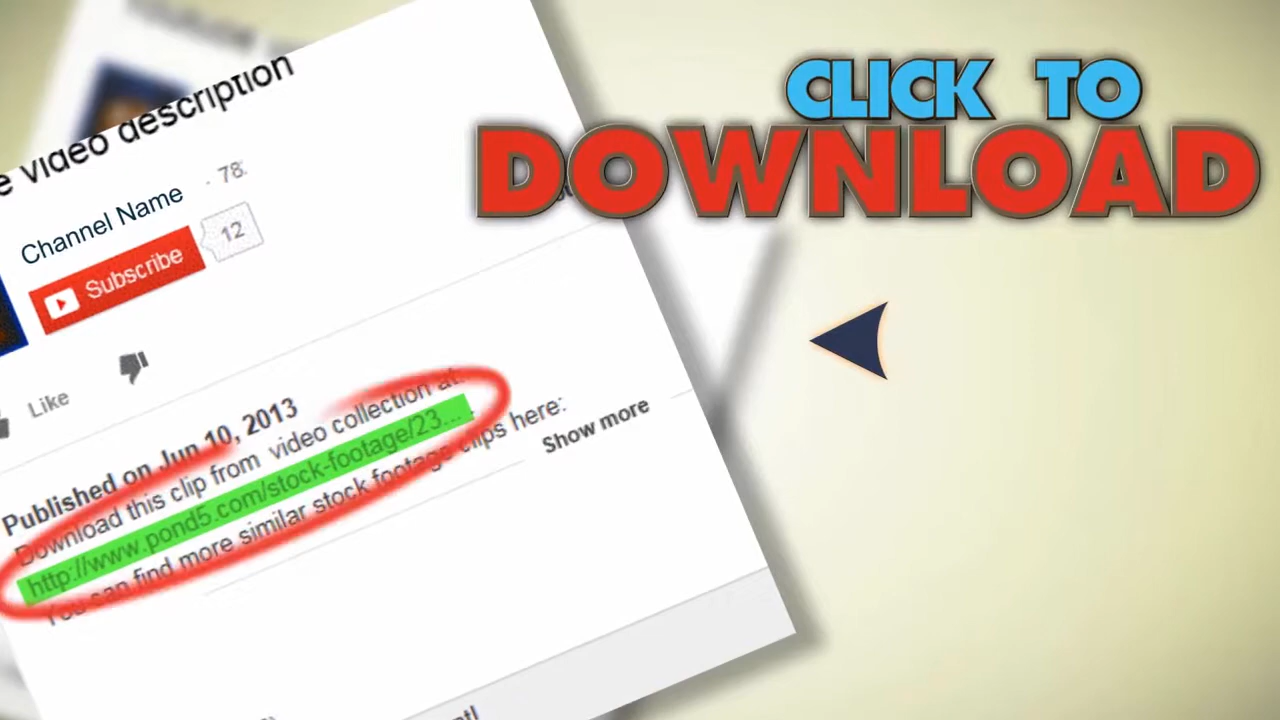 CLICK TO
DOWNLOAD
e video description
Channel Name
78
Subscribe
12
Like
Published on Jun 10, 2013
Download this clip from video collection at:
http://www.pond5.com/stock-footage/23...
You can find more similar stock footage clips here:
Show more